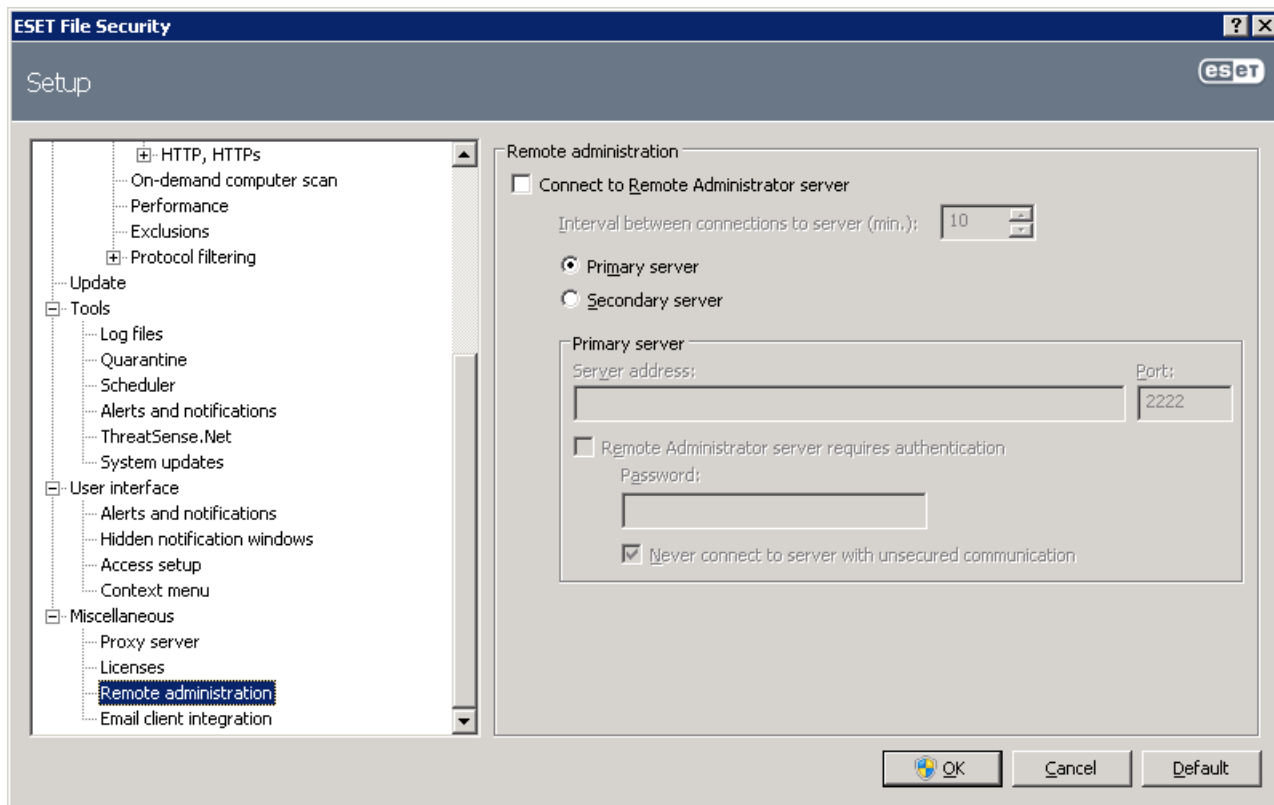 ESET File Security
Setup
eset
HTTP, HTTPs
On-demand computer scan
Performance
Exclusions
Protocol filtering
Update
Tools
Log files
Quarantine
Scheduler
Alerts and notifications
ThreatSense.Net
System updates
User interface
Alerts and notifications
Hidden notification windows
Access setup
Context menu
Miscellaneous
Proxy server
Licenses
Remote administration
Email client integration
Remote administration
Connect to Remote Administrator server
Interval between connections to server (min.): 10
Primary server
Secondary server
Primary server
Server address: Port:
2222
Remote Administrator server requires authentication
Password:
Never connect to server with unsecured communication
OK Cancel Default